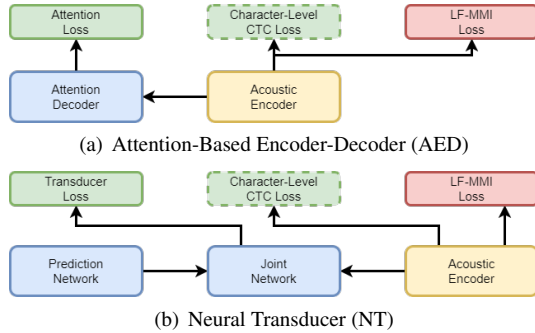 Attention
Loss
Character-Level
CTC Loss
LF-MMI
Loss
Attention
Decoder
Acoustic
Encoder
(a) Attention-Based Encoder-Decoder (AED)
Transducer
Loss
Character-Level
CTC Loss
LF-MMI
Loss
Prediction
Network
Joint
Network
Acoustic
Encoder
(b) Neural Transducer (NT)